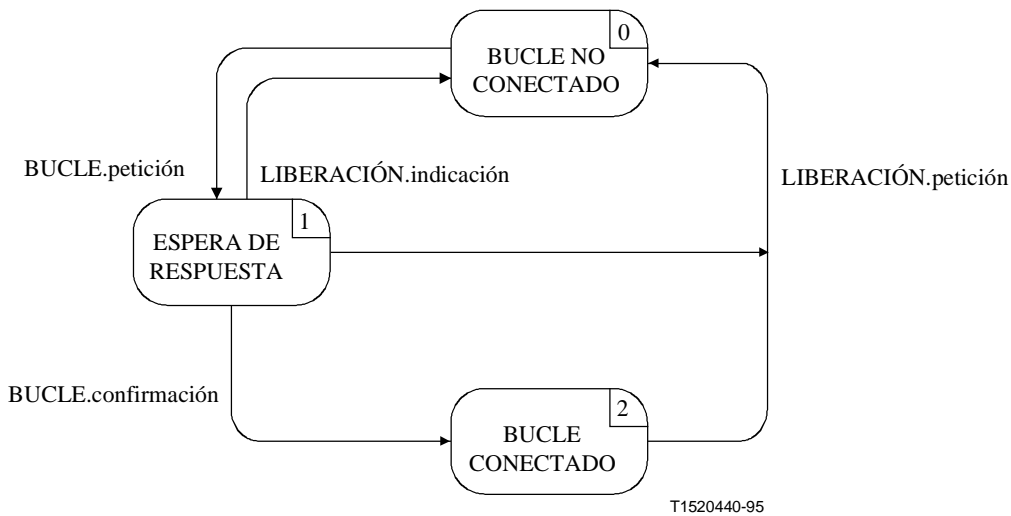 0
BUCLE NO
CONECTADO
BUCLE.petición
LIBERACIÓN.indicación
LIBERACIÓN.petición
1
ESPERA DE
RESPUESTA
BUCLE.confirmación
2
BUCLE
CONECTADO
T1520440-95